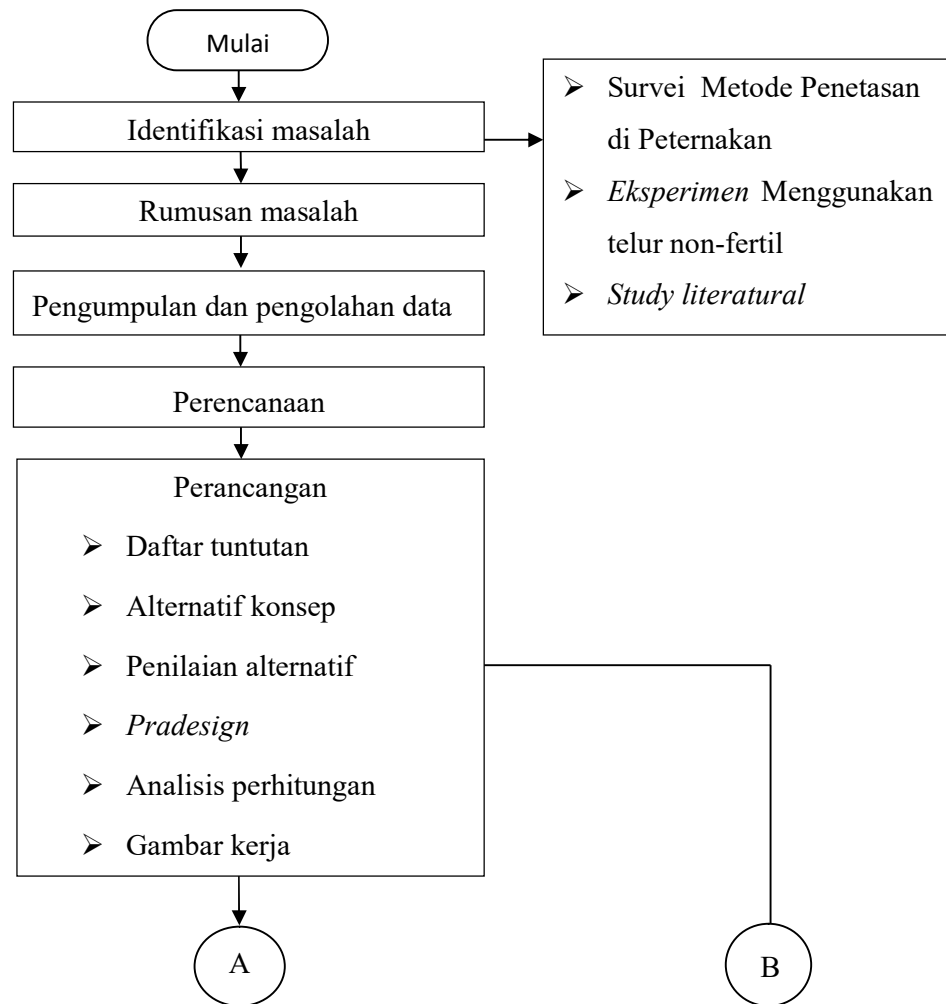 Mulai
Identifikasi masalah
➢ Survei Metode Penetasan
di Peternakan
➢ Eksperimen Menggunakan
telur non-fertil
➢ Study literatural
Rumusan masalah
Pengumpulan dan pengolahan data
Perencanaan
Perancangan
➢ Daftar tuntutan
➢ Alternatif konsep
➢ Penilaian alternatif
➢ Pradesign
➢ Analisis perhitungan
➢ Gambar kerja
A
B